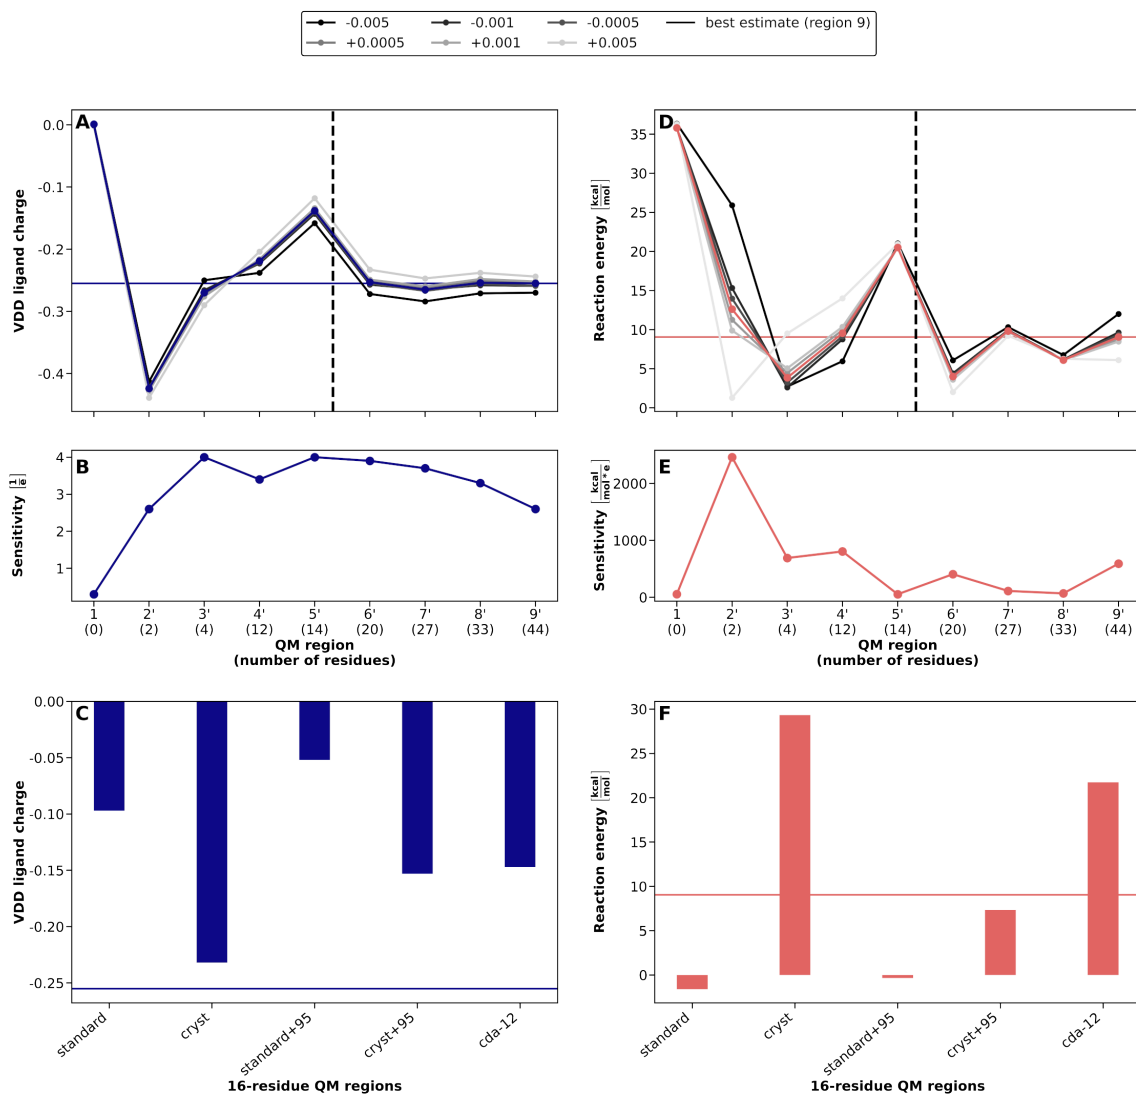 -0.005 -0.001 -0.0005 best estimate (region 9)
+0.0005 +0.001 +0.005
A
VDD ligand charge
0.0
-0.1
-0.2
-0.3
-0.4
D
Reaction energy [kcal/mol]
35
30
25
20
15
10
5
0
B
Sensitivity [1/e]
4
3
2
1
1 2' 3' 4' 5' 6' 7' 8' 9'
(0) (2) (4) (12) (14) (20) (27) (33) (44)
QM region
(number of residues)
E
Sensitivity [kcal/mol*e]
2000
1000
0
1 2' 3' 4' 5' 6' 7' 8' 9'
(0) (2) (4) (12) (14) (20) (27) (33) (44)
QM region
(number of residues)
C
VDD ligand charge
0.00
-0.05
-0.10
-0.15
-0.20
-0.25
standard cryst standard+95 cryst+95 cda-12
16-residue QM regions
F
Reaction energy [kcal/mol]
30
25
20
15
10
5
0
standard cryst standard+95 cryst+95 cda-12
16-residue QM regions